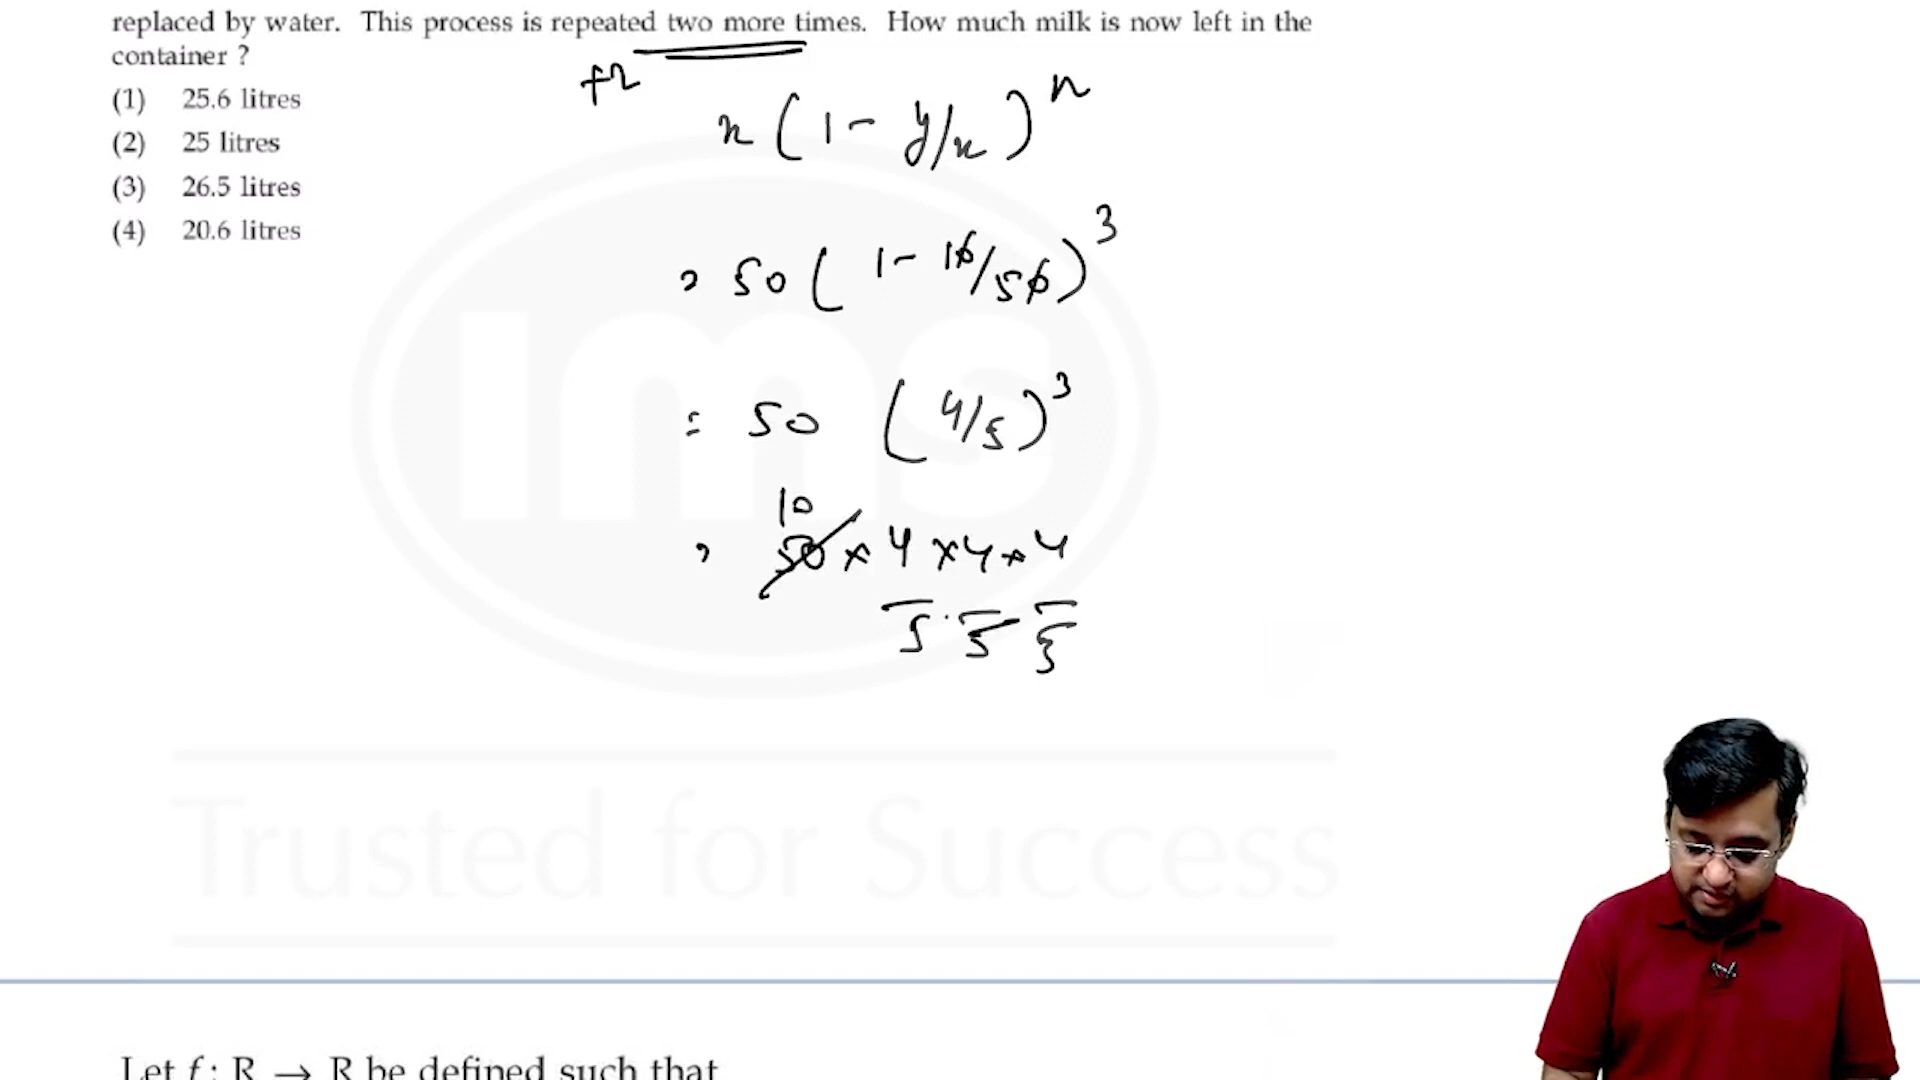 replaced by water. This process is repeated two more times. How much milk is now left in the
container ?
+2
(1) 25.6 litres
x ( 1 - y/x )^n
(2) 25 litres
(3) 26.5 litres
(4) 20.6 litres
= 50 ( 1 - 10/50 )^3
ims
= 50 ( 4/5 )^3
10
= 50 × 4 × 4 × 4
5 · 5 5
Trusted for Success
Let f : R → R be defined such that